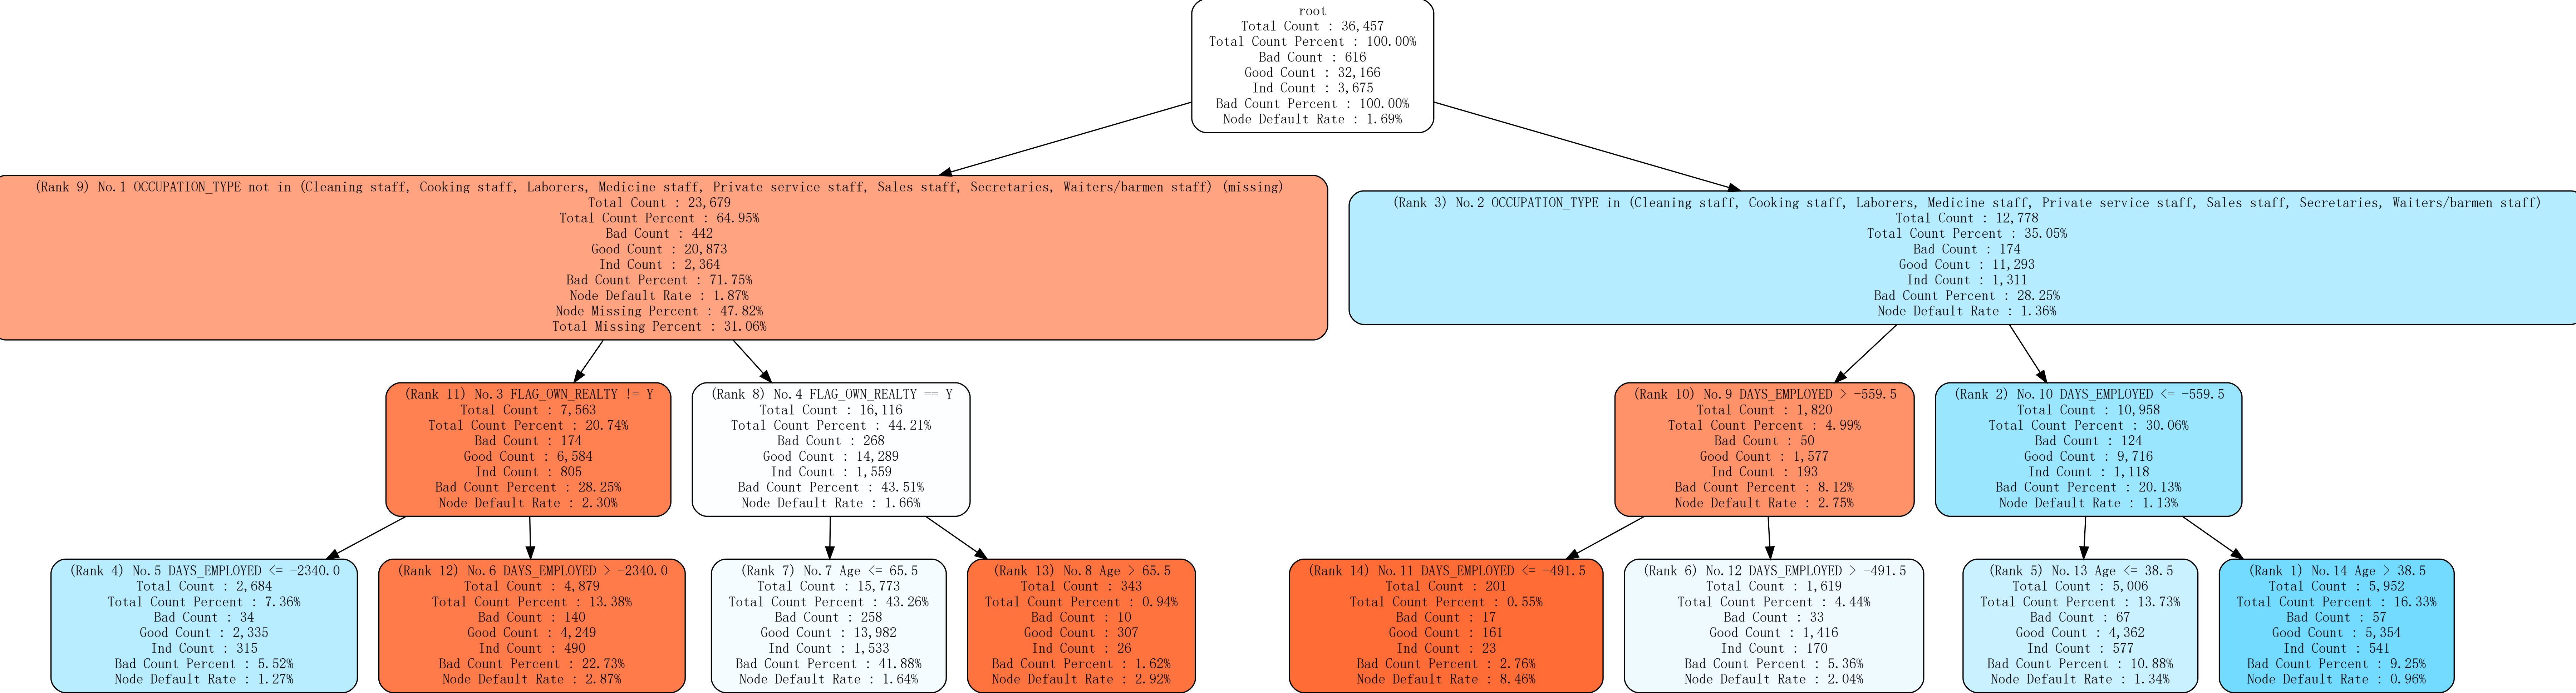 root
Total Count : 36,457
Total Count Percent : 100.00%
Bad Count : 616
Good Count : 32,166
Ind Count : 3,675
Bad Count Percent : 100.00%
Node Default Rate : 1.69%
(Rank 9) No.1 OCCUPATION_TYPE not in (Cleaning staff, Cooking staff, Laborers, Medicine staff, Private service staff, Sales staff, Secretaries, Waiters/barmen staff) (missing)
Total Count : 23,679
Total Count Percent : 64.95%
Bad Count : 442
Good Count : 20,873
Ind Count : 2,364
Bad Count Percent : 71.75%
Node Default Rate : 1.87%
Node Missing Percent : 47.82%
Total Missing Percent : 31.06%
(Rank 3) No.2 OCCUPATION_TYPE in (Cleaning staff, Cooking staff, Laborers, Medicine staff, Private service staff, Sales staff, Secretaries, Waiters/barmen staff)
Total Count : 12,778
Total Count Percent : 35.05%
Bad Count : 174
Good Count : 11,293
Ind Count : 1,311
Bad Count Percent : 28.25%
Node Default Rate : 1.36%
(Rank 11) No.3 FLAG_OWN_REALTY != Y
Total Count : 7,563
Total Count Percent : 20.74%
Bad Count : 174
Good Count : 6,584
Ind Count : 805
Bad Count Percent : 28.25%
Node Default Rate : 2.30%
(Rank 8) No.4 FLAG_OWN_REALTY == Y
Total Count : 16,116
Total Count Percent : 44.21%
Bad Count : 268
Good Count : 14,289
Ind Count : 1,559
Bad Count Percent : 43.51%
Node Default Rate : 1.66%
(Rank 10) No.9 DAYS_EMPLOYED > -559.5
Total Count : 1,820
Total Count Percent : 4.99%
Bad Count : 50
Good Count : 1,577
Ind Count : 193
Bad Count Percent : 8.12%
Node Default Rate : 2.75%
(Rank 2) No.10 DAYS_EMPLOYED <= -559.5
Total Count : 10,958
Total Count Percent : 30.06%
Bad Count : 124
Good Count : 9,716
Ind Count : 1,118
Bad Count Percent : 20.13%
Node Default Rate : 1.13%
(Rank 4) No.5 DAYS_EMPLOYED <= -2340.0
Total Count : 2,684
Total Count Percent : 7.36%
Bad Count : 34
Good Count : 2,335
Ind Count : 315
Bad Count Percent : 5.52%
Node Default Rate : 1.27%
(Rank 12) No.6 DAYS_EMPLOYED > -2340.0
Total Count : 4,879
Total Count Percent : 13.38%
Bad Count : 140
Good Count : 4,249
Ind Count : 490
Bad Count Percent : 22.73%
Node Default Rate : 2.87%
(Rank 7) No.7 Age <= 65.5
Total Count : 15,773
Total Count Percent : 43.26%
Bad Count : 258
Good Count : 13,982
Ind Count : 1,533
Bad Count Percent : 41.88%
Node Default Rate : 1.64%
(Rank 13) No.8 Age > 65.5
Total Count : 343
Total Count Percent : 0.94%
Bad Count : 10
Good Count : 307
Ind Count : 26
Bad Count Percent : 1.62%
Node Default Rate : 2.92%
(Rank 14) No.11 DAYS_EMPLOYED <= -491.5
Total Count : 201
Total Count Percent : 0.55%
Bad Count : 17
Good Count : 161
Ind Count : 23
Bad Count Percent : 2.76%
Node Default Rate : 8.46%
(Rank 6) No.12 DAYS_EMPLOYED > -491.5
Total Count : 1,619
Total Count Percent : 4.44%
Bad Count : 33
Good Count : 1,416
Ind Count : 170
Bad Count Percent : 5.36%
Node Default Rate : 2.04%
(Rank 5) No.13 Age <= 38.5
Total Count : 5,006
Total Count Percent : 13.73%
Bad Count : 67
Good Count : 4,362
Ind Count : 577
Bad Count Percent : 10.88%
Node Default Rate : 1.34%
(Rank 1) No.14 Age > 38.5
Total Count : 5,952
Total Count Percent : 16.33%
Bad Count : 57
Good Count : 5,354
Ind Count : 541
Bad Count Percent : 9.25%
Node Default Rate : 0.96%